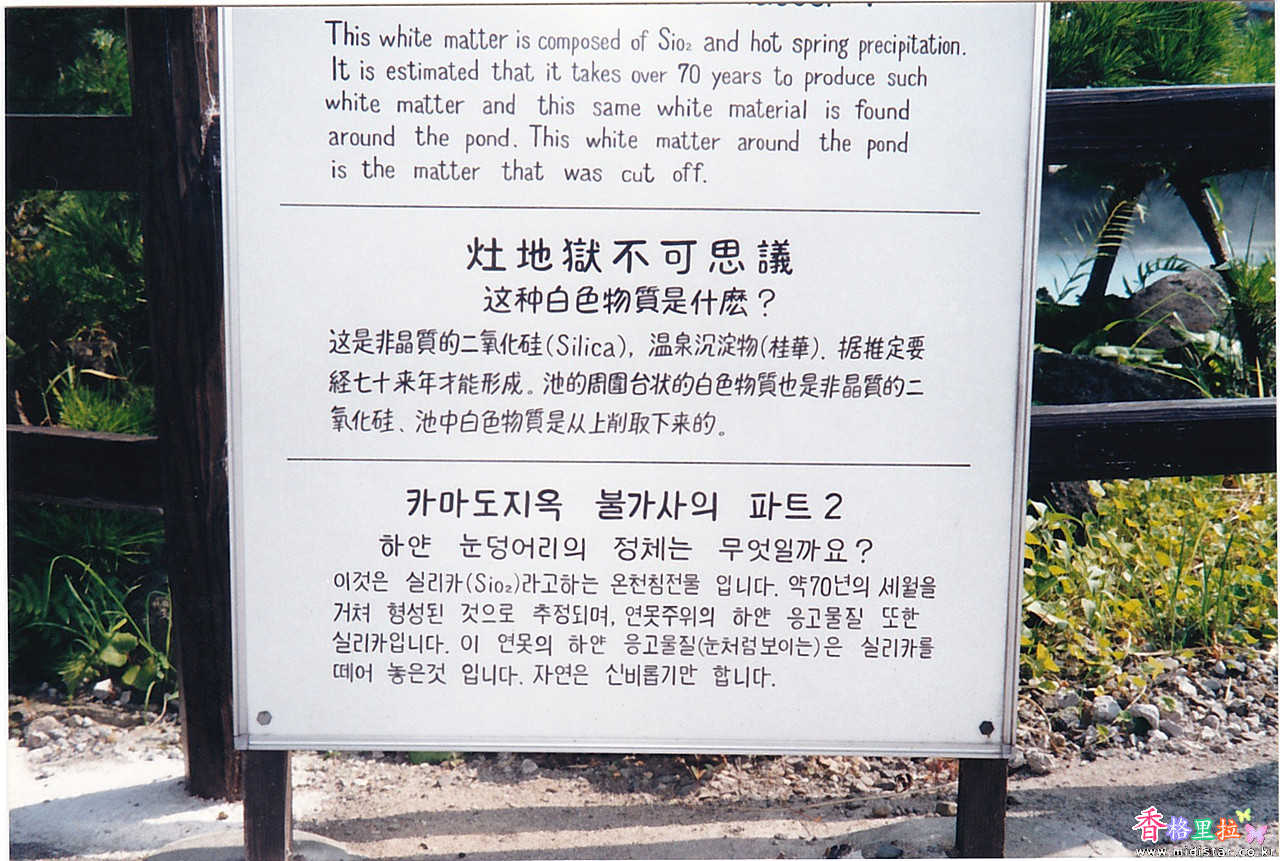 This white matter is composed of Sio₂ and hot spring precipitation.
It is estimated that it takes over 70 years to produce such
white matter and this same white material is found
around the pond. This white matter around the pond
is the matter that was cut off.
灶地獄不可思議
这种白色物質是什麽？
这是非晶質的二氧化硅(Silica)，温泉沉淀物(桂華)．据推定要
経七十来年才能形成。池的周圍台状的白色物質也是非晶質的二
氧化硅、池中白色物質是从上削取下来的。
카마도지옥 불가사의 파트 2
하얀 눈덩어리의 정체는 무엇일까요?
이것은 실리카(Sio₂)라고하는 온천침전물 입니다. 약70년의 세월을
거쳐 형성된 것으로 추정되며, 연못주위의 하얀 응고물질 또한
실리카입니다. 이 연못의 하얀 응고물질(눈처럼보이는)은 실리카를
떼어 놓은것 입니다. 자연은 신비롭기만 합니다.
香格里拉
www.midistar.co.kr